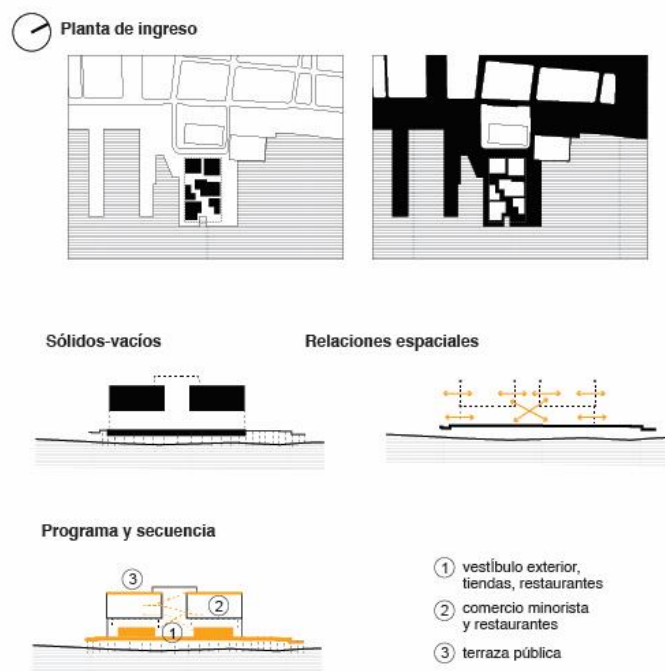 Planta de ingreso
Sólidos-vacíos
Relaciones espaciales
Programa y secuencia
3
2
1
1 vestÍbulo exterior,
tiendas, restaurantes
2 comercio minorista
y restaurantes
3 terraza pública